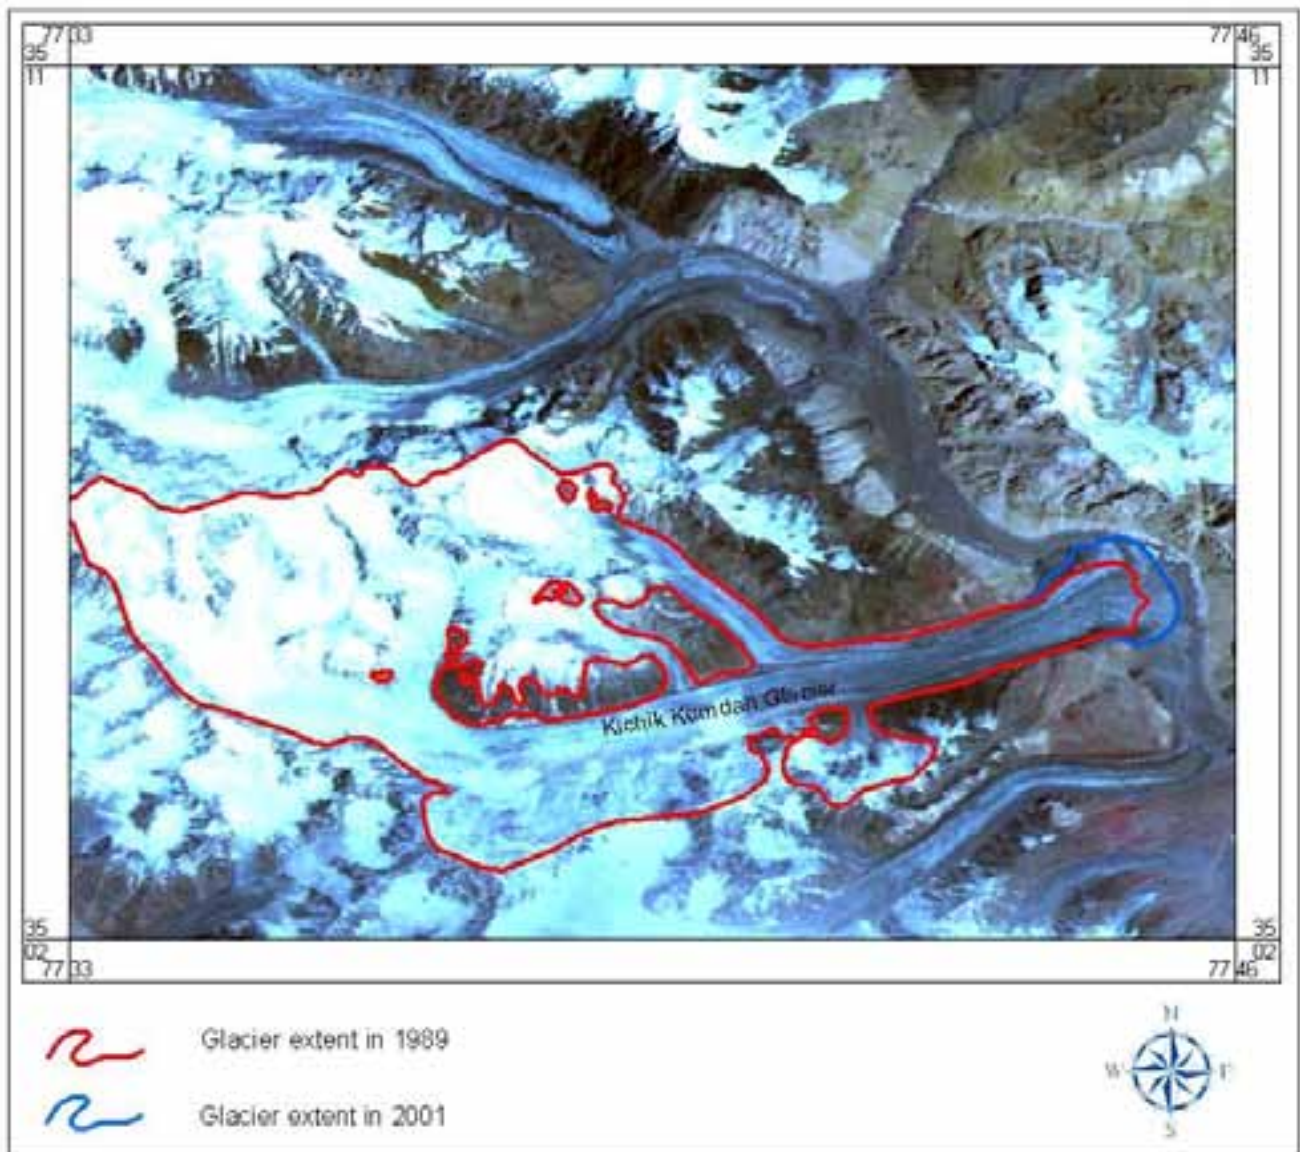 77 33
77 46
35
11
35
11
Kichik Kumdan Glacier
35
02
35
02
77 33
77 46
Glacier extent in 1989
Glacier extent in 2001
N
W
E
S